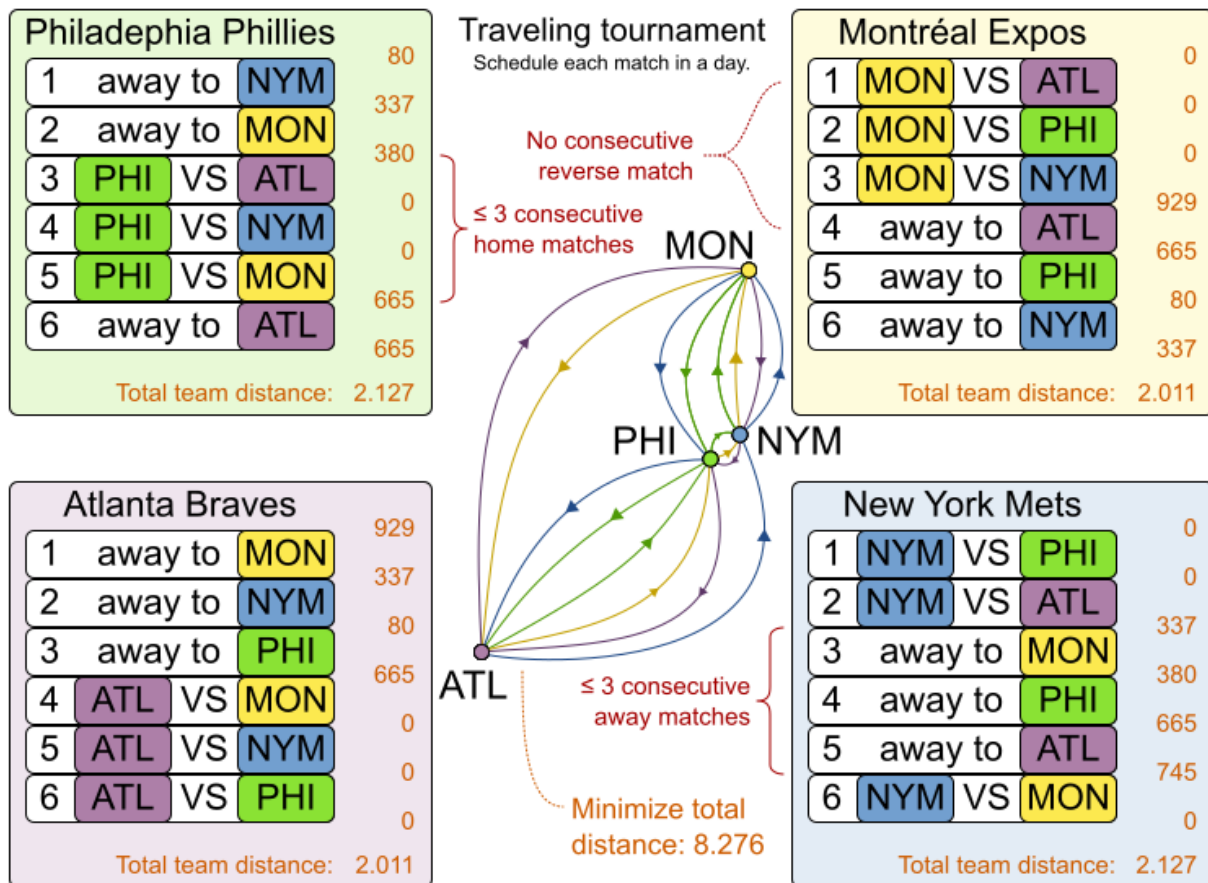 Philadephia Phillies
80
1 away to NYM
337
2 away to MON
380
3 PHI VS ATL
0
4 PHI VS NYM
0
5 PHI VS MON
665
6 away to ATL
665
Total team distance: 2.127
Traveling tournament
Schedule each match in a day.
No consecutive
reverse match
≤ 3 consecutive
home matches
Montréal Expos
0
1 MON VS ATL
0
2 MON VS PHI
0
3 MON VS NYM
929
4 away to ATL
665
5 away to PHI
80
6 away to NYM
337
Total team distance: 2.011
MON
PHI
NYM
ATL
Atlanta Braves
929
1 away to MON
337
2 away to NYM
80
3 away to PHI
665
4 ATL VS MON
0
5 ATL VS NYM
0
6 ATL VS PHI
0
Total team distance: 2.011
≤ 3 consecutive
away matches
Minimize total
distance: 8.276
New York Mets
0
1 NYM VS PHI
0
2 NYM VS ATL
337
3 away to MON
380
4 away to PHI
665
5 away to ATL
745
6 NYM VS MON
0
Total team distance: 2.127